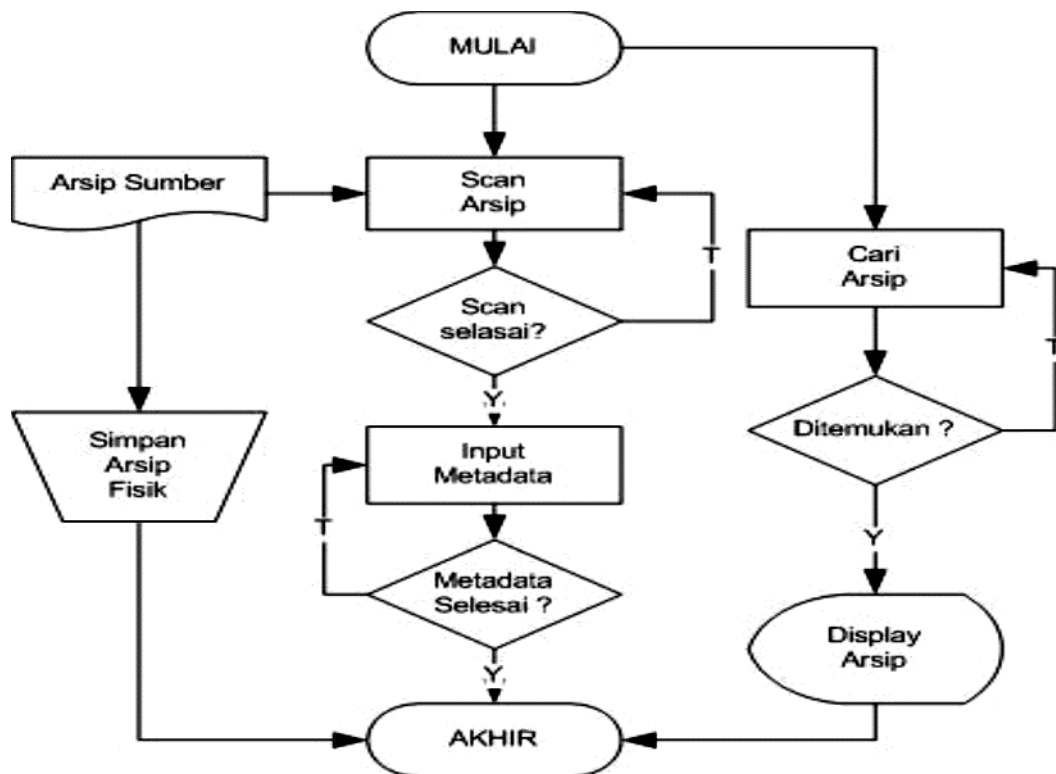 MULAI
Arsip Sumber
Scan
Arsip
T
Cari
Arsip
Scan
selasai?
T
Y
Ditemukan ?
Simpan
Arsip
Fisik
Input
Metadata
T
Y
Metadata
Selesai ?
Display
Arsip
Y
AKHIR